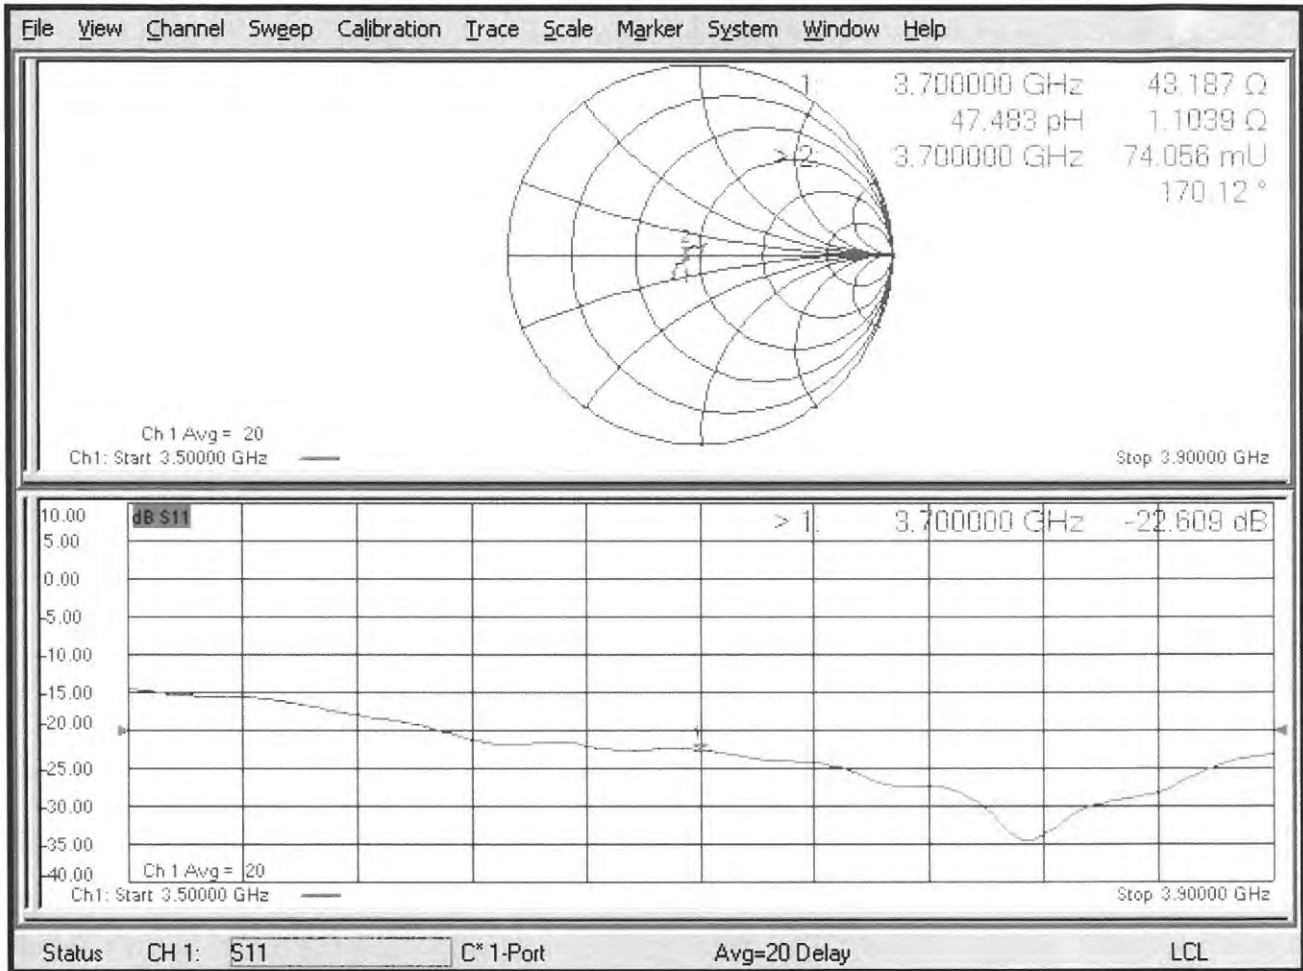 File View Channel Sweep Calibration Trace Scale Marker System Window Help
1: 3.700000 GHz 43.187 Ω
47.483 pH 1.1039 Ω
> 2: 3.700000 GHz 74.056 mU
170.12 °
Ch 1 Avg = 20
Ch1: Start 3.50000 GHz
Stop 3.90000 GHz
10.00 dB S11 > 1: 3.700000 GHz -22.609 dB
5.00
0.00
-5.00
-10.00
-15.00
-20.00
1
-25.00
-30.00
-35.00
-40.00
Ch 1 Avg = 20
Ch1: Start 3.50000 GHz
Stop 3.90000 GHz
Status CH 1: S11 C* 1-Port Avg=20 Delay LCL